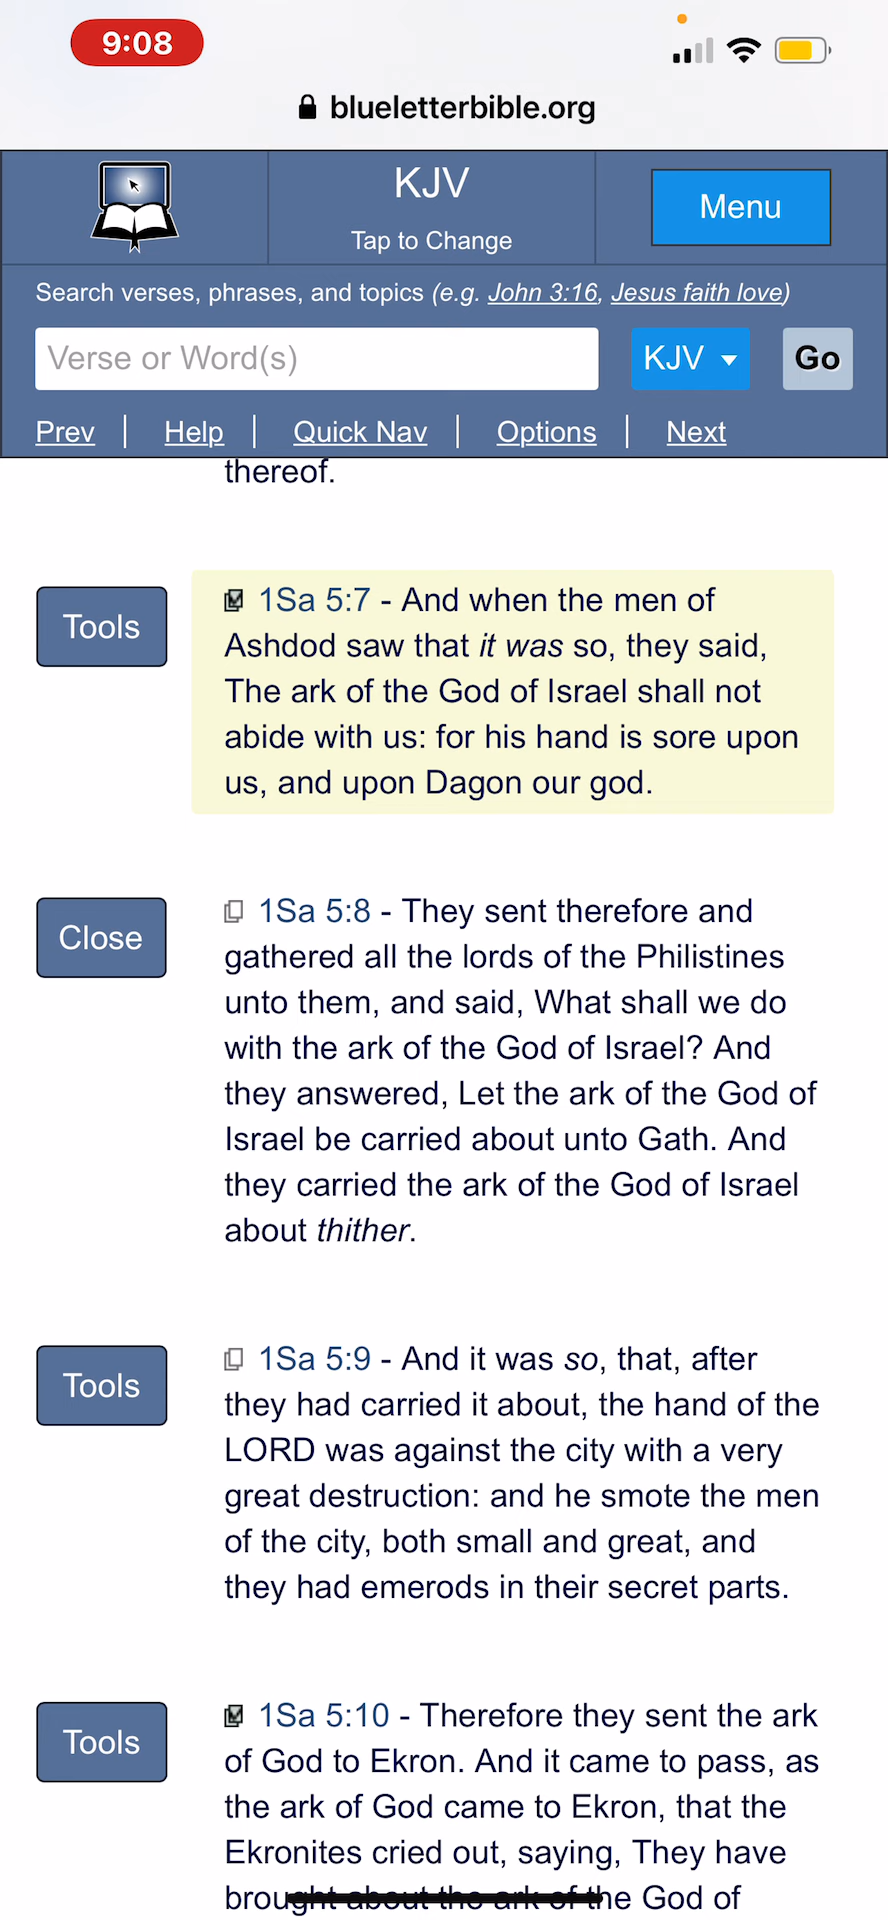 9:08
blueletterbible.org
KJV
Tap to Change
Menu
Search verses, phrases, and topics (e.g. John 3:16, Jesus faith love)
Verse or Word(s)
KJV
Go
Prev | Help | Quick Nav | Options | Next
thereof.
Tools
1Sa 5:7 - And when the men of
Ashdod saw that it was so, they said,
The ark of the God of Israel shall not
abide with us: for his hand is sore upon
us, and upon Dagon our god.
Close
1Sa 5:8 - They sent therefore and
gathered all the lords of the Philistines
unto them, and said, What shall we do
with the ark of the God of Israel? And
they answered, Let the ark of the God of
Israel be carried about unto Gath. And
they carried the ark of the God of Israel
about thither.
Tools
1Sa 5:9 - And it was so, that, after
they had carried it about, the hand of the
LORD was against the city with a very
great destruction: and he smote the men
of the city, both small and great, and
they had emerods in their secret parts.
Tools
1Sa 5:10 - Therefore they sent the ark
of God to Ekron. And it came to pass, as
the ark of God came to Ekron, that the
Ekronites cried out, saying, They have
brought about the ark of the God of